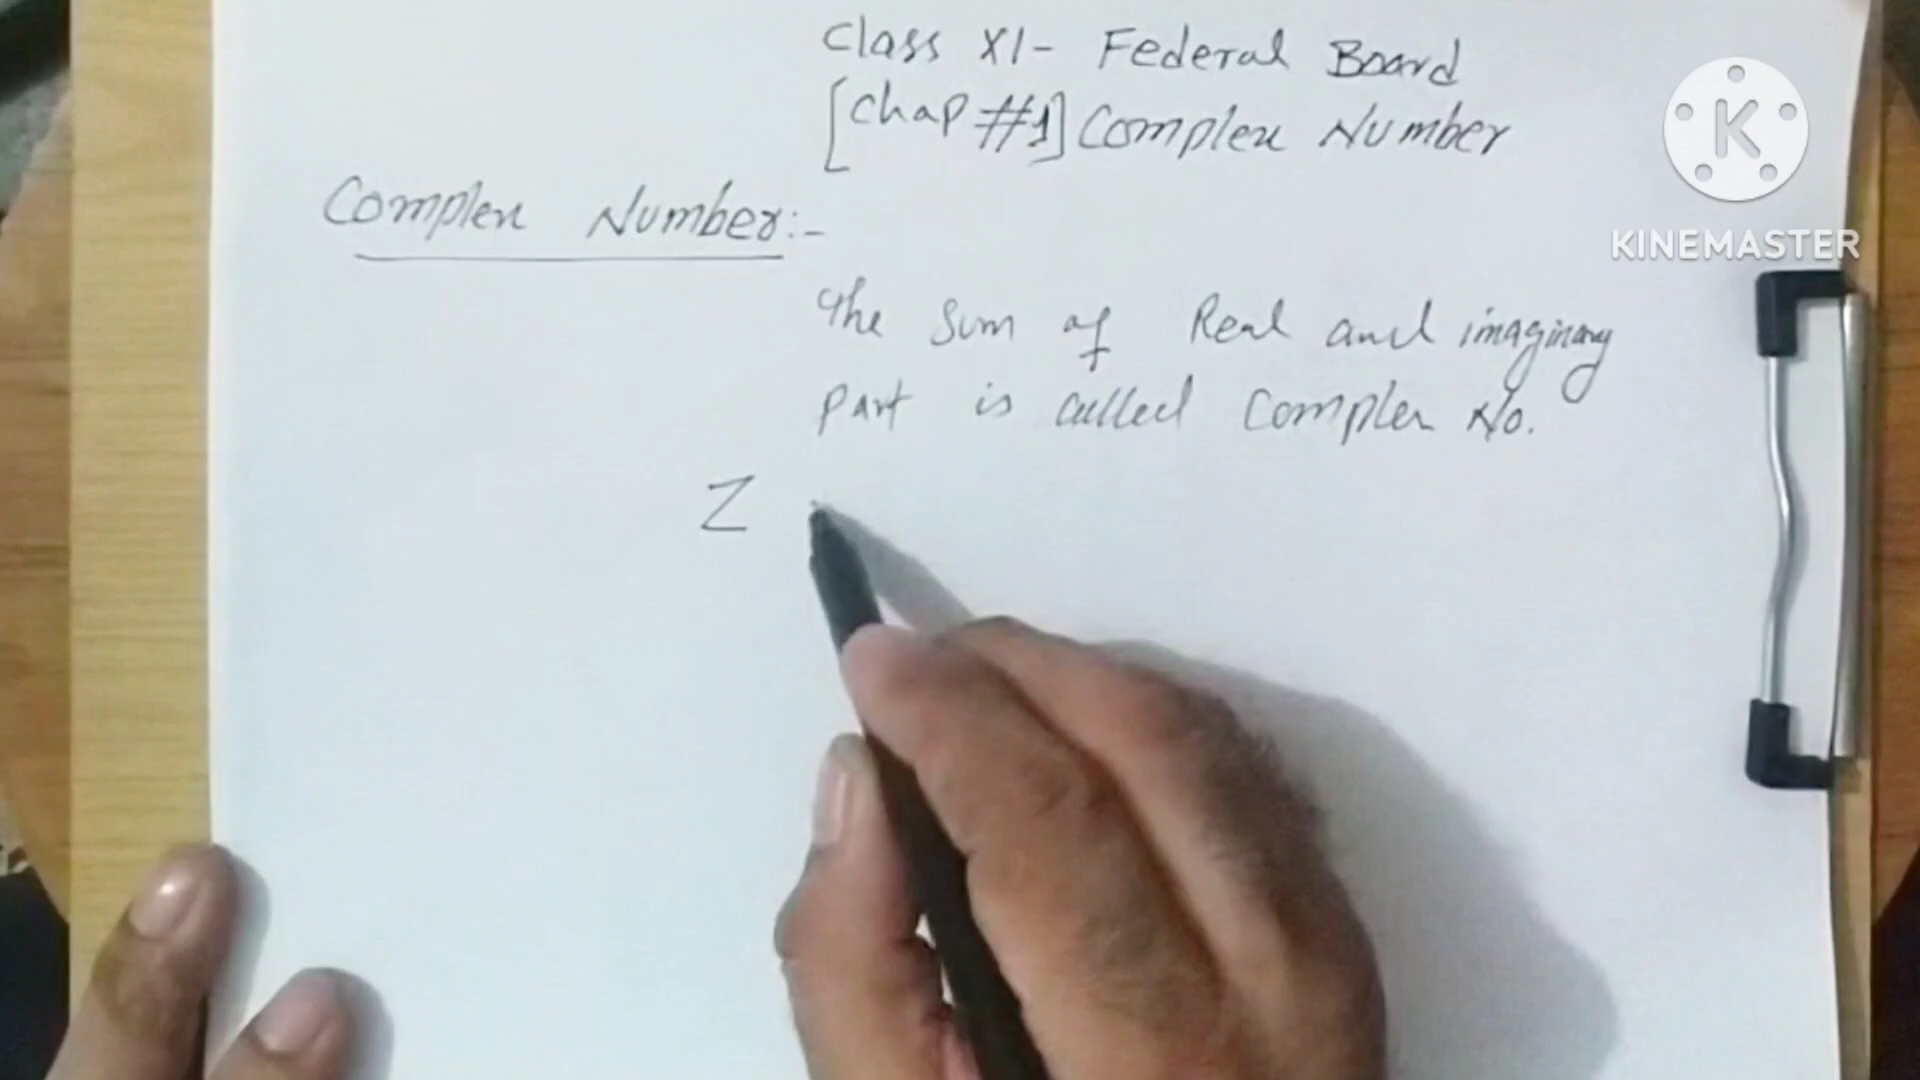 Class XI- Federal Board
[Chap #1] Complex Number
Complex Number:-
The Sum of Real and imaginary
Part is called Complex No.
Z
K
KINEMASTER